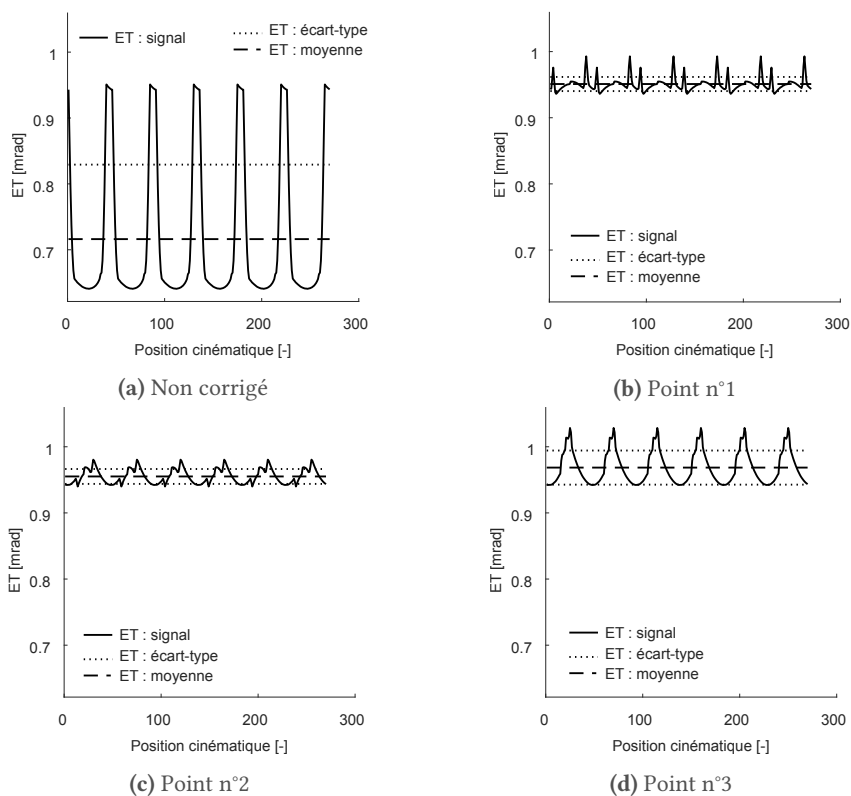 ET : signal
ET : écart-type
ET : moyenne
1
0.9
0.8
0.7
ET [mrad]
0
100
200
300
Position cinématique [-]
(a) Non corrigé
1
0.9
0.8
0.7
ET [mrad]
ET : signal
ET : écart-type
ET : moyenne
0
100
200
300
Position cinématique [-]
(b) Point n°1
1
0.9
0.8
0.7
ET [mrad]
ET : signal
ET : écart-type
ET : moyenne
0
100
200
300
Position cinématique [-]
(c) Point n°2
1
0.9
0.8
0.7
ET [mrad]
ET : signal
ET : écart-type
ET : moyenne
0
100
200
300
Position cinématique [-]
(d) Point n°3